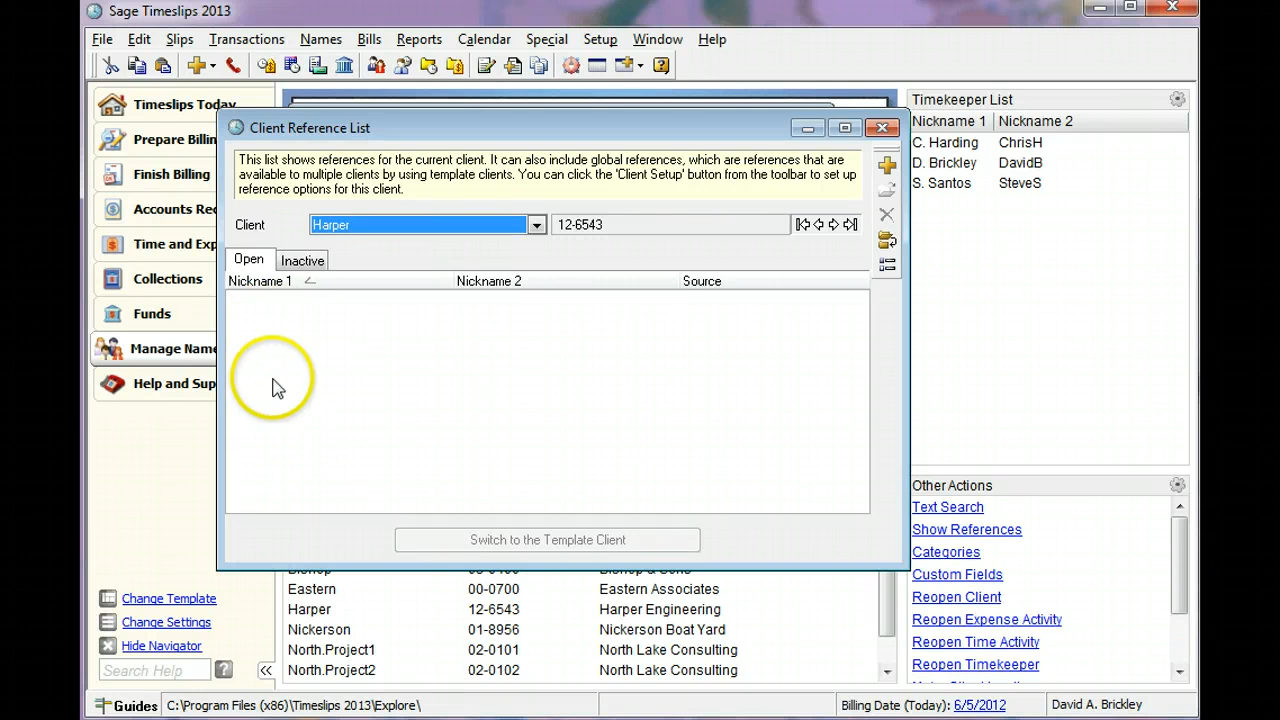 Sage Timeslips 2013
File Edit Slips Transactions Names Bills Reports Calendar Special Setup Window Help
Timeslips Today
Prepare Billin
Finish Billing
Accounts Rec
Time and Exp
Collections
Funds
Manage Name
Help and Sup
Change Template
Change Settings
Hide Navigator
Search Help
?
Client Reference List
This list shows references for the current client. It can also include global references, which are references that are
available to multiple clients by using template clients. You can click the 'Client Setup' button from the toolbar to set up
reference options for this client.
Client Harper 12-6543
Open Inactive
Nickname 1 Nickname 2 Source
Switch to the Template Client
Eastern 00-0700 Eastern Associates
Harper 12-6543 Harper Engineering
Nickerson 01-8956 Nickerson Boat Yard
North.Project1 02-0101 North Lake Consulting
North.Project2 02-0102 North Lake Consulting
Timekeeper List
Nickname 1 Nickname 2
C. Harding ChrisH
D. Brickley DavidB
S. Santos SteveS
Other Actions
Text Search
Show References
Categories
Custom Fields
Reopen Client
Reopen Expense Activity
Reopen Time Activity
Reopen Timekeeper
Guides C:\Program Files (x86)\Timeslips 2013\Explore\ Billing Date (Today): 6/5/2012 David A. Brickley